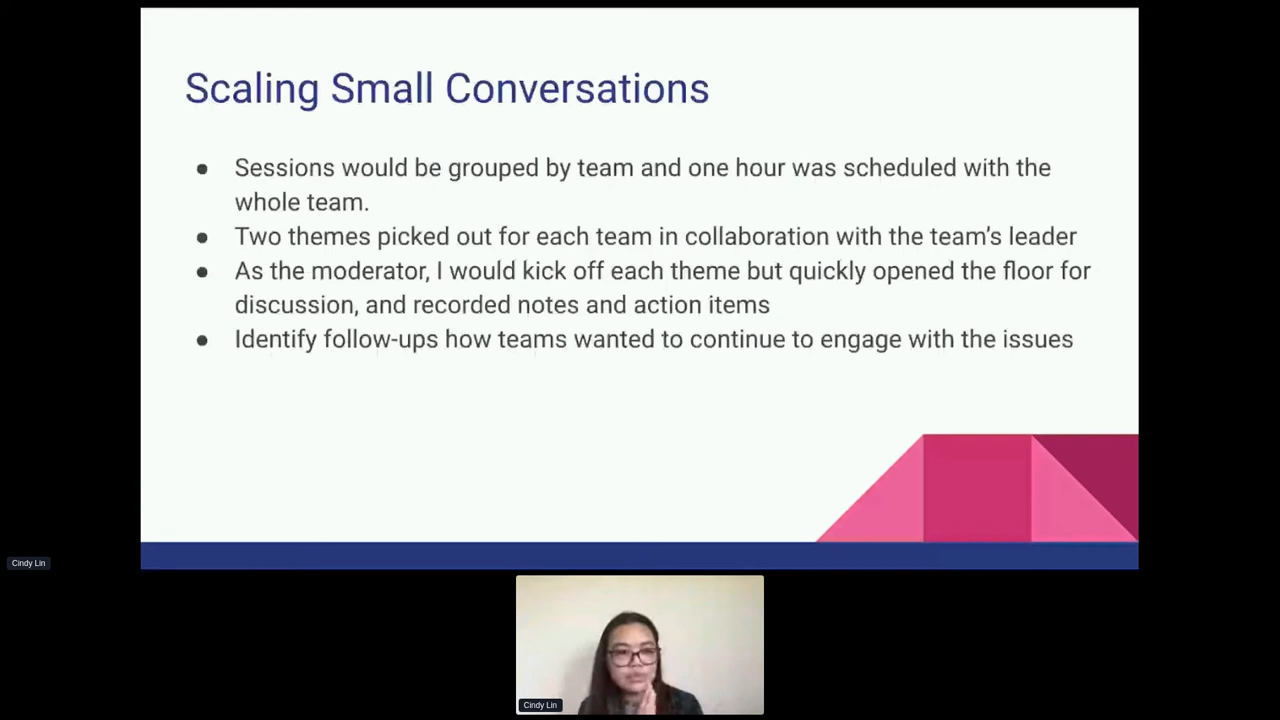 Scaling Small Conversations
● Sessions would be grouped by team and one hour was scheduled with the
whole team.
● Two themes picked out for each team in collaboration with the team's leader
● As the moderator, I would kick off each theme but quickly opened the floor for
discussion, and recorded notes and action items
● Identify follow-ups how teams wanted to continue to engage with the issues
Cindy Lin
Cindy Lin